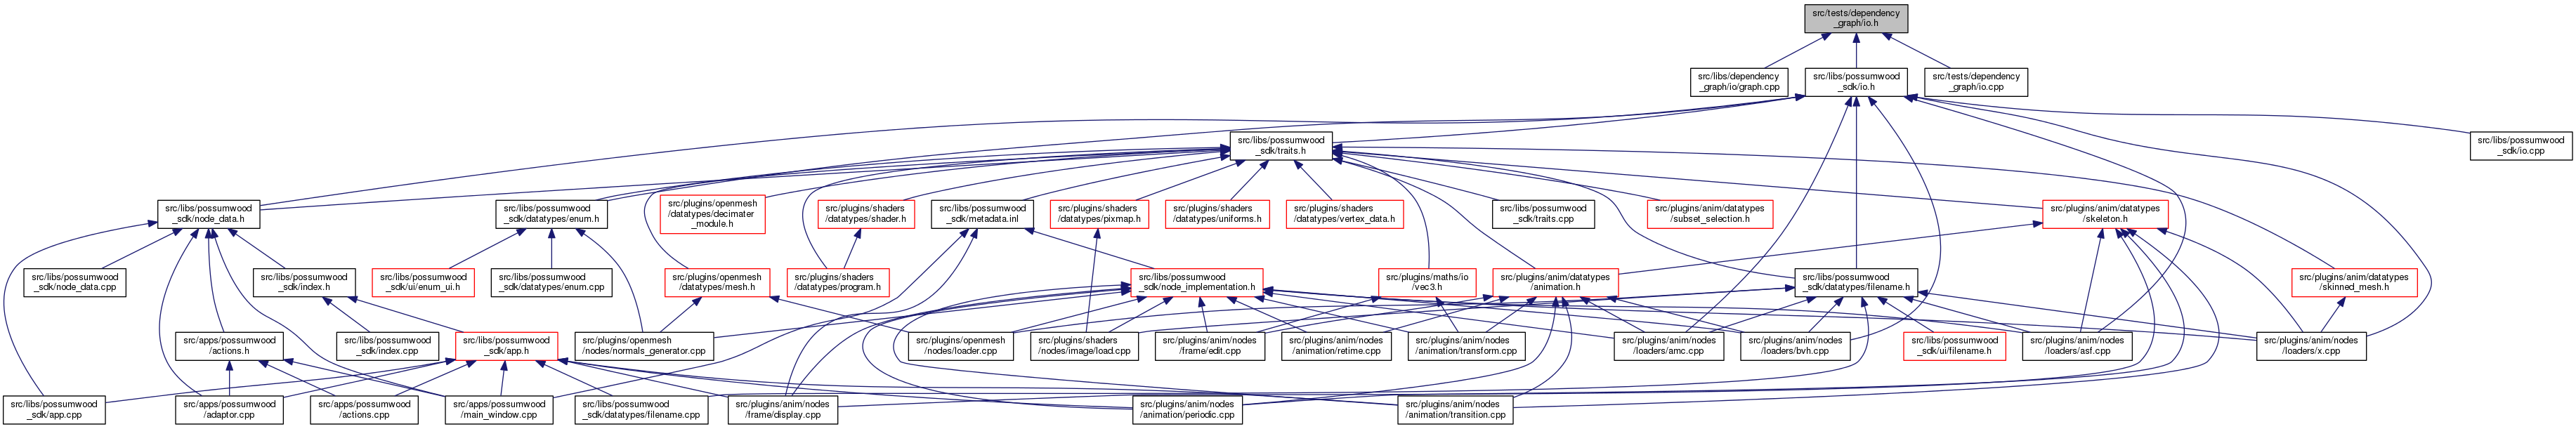 src/tests/dependency
_graph/io.h
src/libs/dependency
_graph/io/graph.cpp
src/libs/possumwood
_sdk/io.h
src/tests/dependency
_graph/io.cpp
src/libs/possumwood
_sdk/traits.h
src/libs/possumwood
_sdk/io.cpp
src/libs/possumwood
_sdk/node_data.h
src/libs/possumwood
_sdk/datatypes/enum.h
src/plugins/openmesh
/datatypes/decimater
_module.h
src/plugins/shaders
/datatypes/shader.h
src/libs/possumwood
_sdk/metadata.inl
src/plugins/shaders
/datatypes/pixmap.h
src/plugins/shaders
/datatypes/uniforms.h
src/plugins/shaders
/datatypes/vertex_data.h
src/libs/possumwood
_sdk/traits.cpp
src/plugins/anim/datatypes
/subset_selection.h
src/plugins/anim/datatypes
/skeleton.h
src/libs/possumwood
_sdk/node_data.cpp
src/libs/possumwood
_sdk/index.h
src/libs/possumwood
_sdk/ui/enum_ui.h
src/libs/possumwood
_sdk/datatypes/enum.cpp
src/plugins/openmesh
/datatypes/mesh.h
src/plugins/shaders
/datatypes/program.h
src/libs/possumwood
_sdk/node_implementation.h
src/plugins/maths/io
/vec3.h
src/plugins/anim/datatypes
/animation.h
src/libs/possumwood
_sdk/datatypes/filename.h
src/plugins/anim/datatypes
/skinned_mesh.h
src/apps/possumwood
/actions.h
src/libs/possumwood
_sdk/index.cpp
src/libs/possumwood
_sdk/app.h
src/plugins/openmesh
/nodes/normals_generator.cpp
src/plugins/openmesh
/nodes/loader.cpp
src/plugins/shaders
/nodes/image/load.cpp
src/plugins/anim/nodes
/frame/edit.cpp
src/plugins/anim/nodes
/animation/retime.cpp
src/plugins/anim/nodes
/animation/transform.cpp
src/plugins/anim/nodes
/loaders/amc.cpp
src/plugins/anim/nodes
/loaders/bvh.cpp
src/libs/possumwood
_sdk/ui/filename.h
src/plugins/anim/nodes
/loaders/asf.cpp
src/plugins/anim/nodes
/loaders/x.cpp
src/libs/possumwood
_sdk/app.cpp
src/apps/possumwood
/adaptor.cpp
src/apps/possumwood
/actions.cpp
src/apps/possumwood
/main_window.cpp
src/libs/possumwood
_sdk/datatypes/filename.cpp
src/plugins/anim/nodes
/frame/display.cpp
src/plugins/anim/nodes
/animation/periodic.cpp
src/plugins/anim/nodes
/animation/transition.cpp